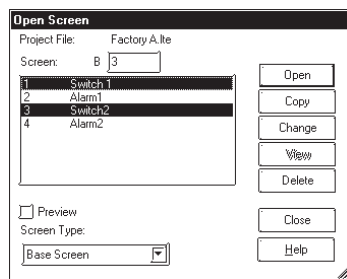 Open Screen
Project File: Factory A.lte
Screen: B 3
1 Switch 1
2 Alarm1
3 Switch2
4 Alarm2
Open
Copy
Change
View
Delete
Preview
Screen Type:
Base Screen
Close
Help